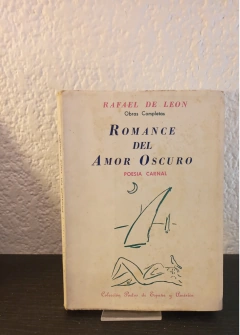 RAFAEL DE LEON
Obras Completas
ROMANCE
DEL
AMOR OSCURO
POESIA CARNAL
Colección Poetas de España y América